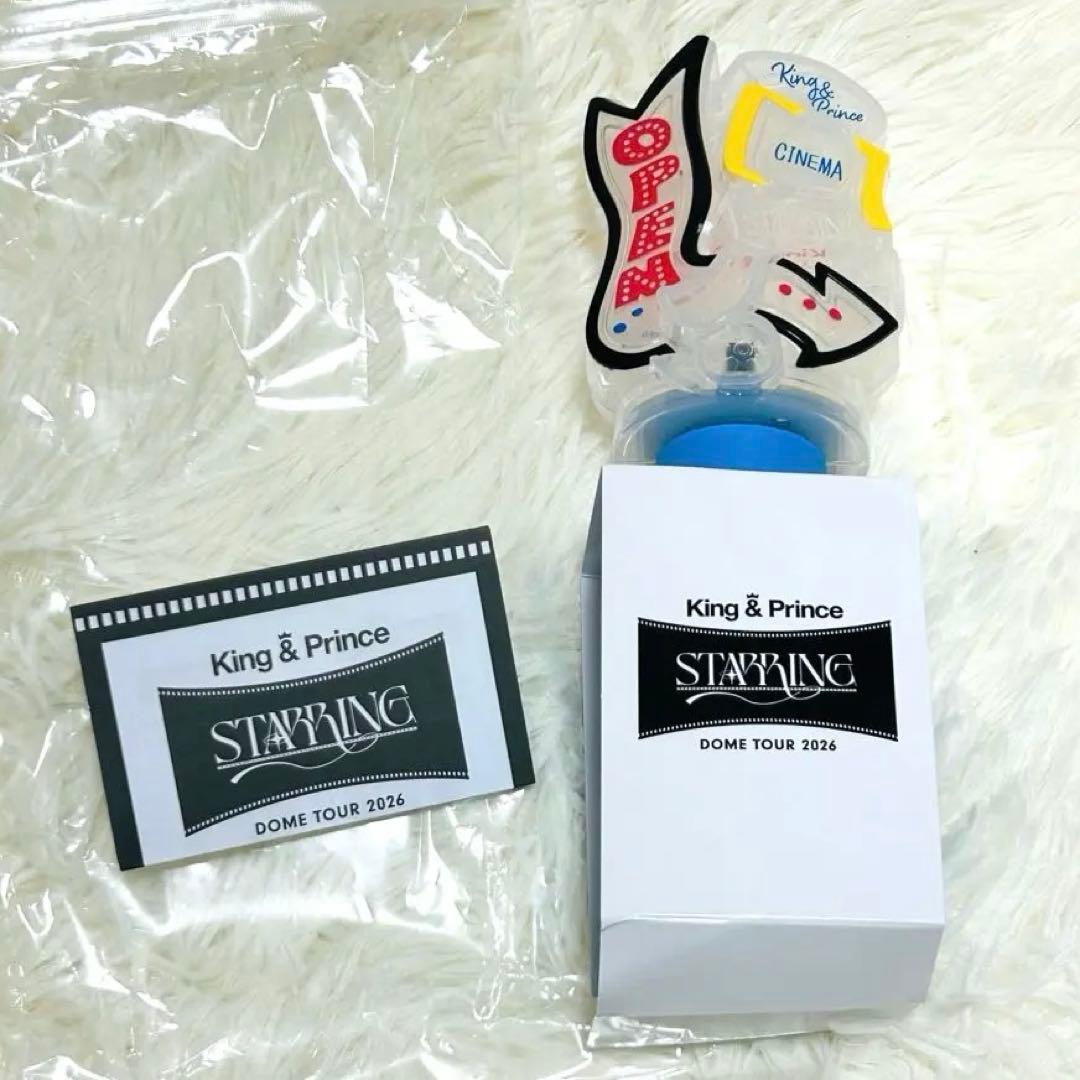 King &
Prince
CINEMA
OPEN
King & Prince
STARRING
DOME TOUR 2026
King & Prince
STARRING
DOME TOUR 2026